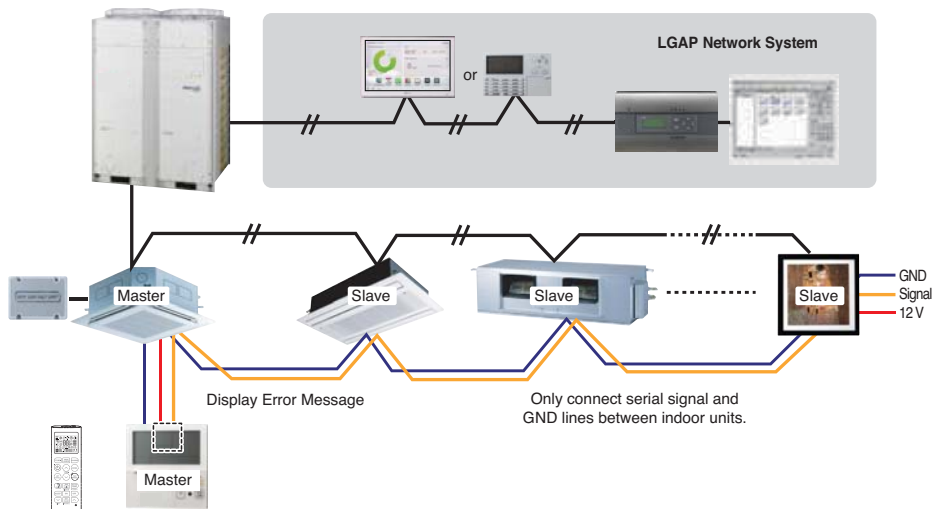 LGAP Network System
or
Master
Slave
Slave
Slave
GND
Signal
12 V
Display Error Message
Only connect serial signal and
GND lines between indoor units.
Master